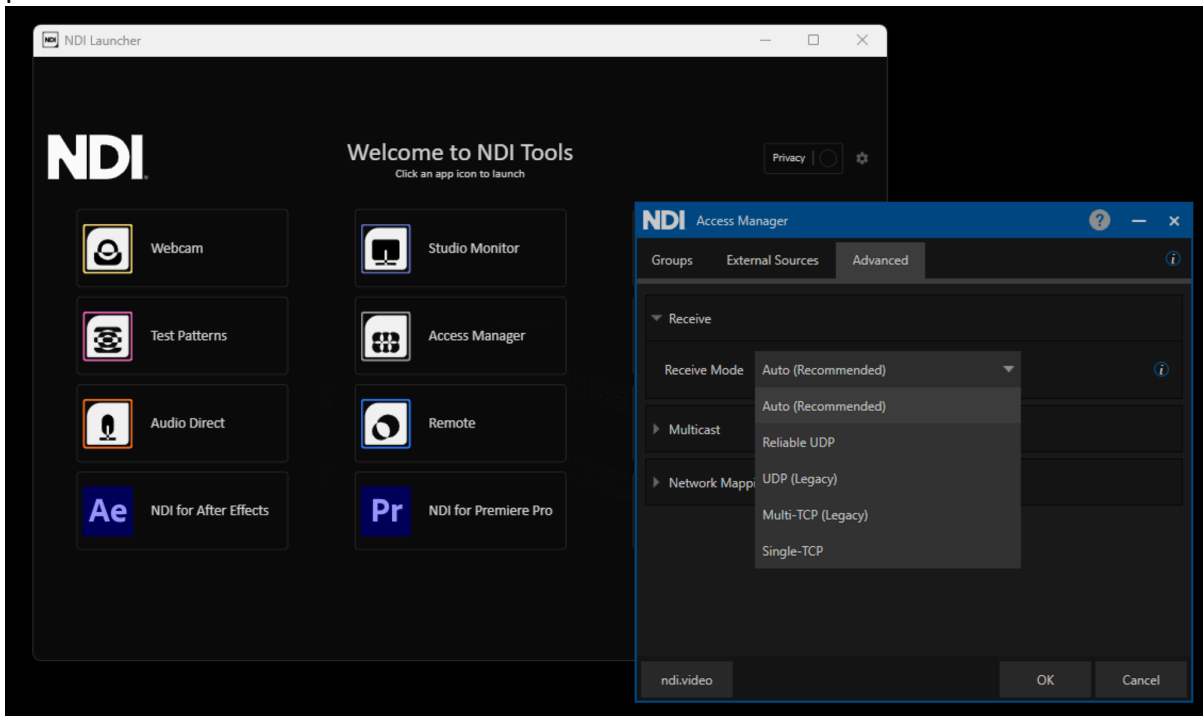 NDI Launcher
NDI.
Welcome to NDI Tools
Click an app icon to launch
Privacy
Webcam
Studio Monitor
Test Patterns
Access Manager
Audio Direct
Remote
Ae
NDI for After Effects
Pr
NDI for Premiere Pro
NDI Access Manager
?
Groups
External Sources
Advanced
i
Receive
Receive Mode
Auto (Recommended)
i
Auto (Recommended)
Reliable UDP
UDP (Legacy)
Multi-TCP (Legacy)
Single-TCP
Multicast
Network Mappi
ndi.video
OK
Cancel